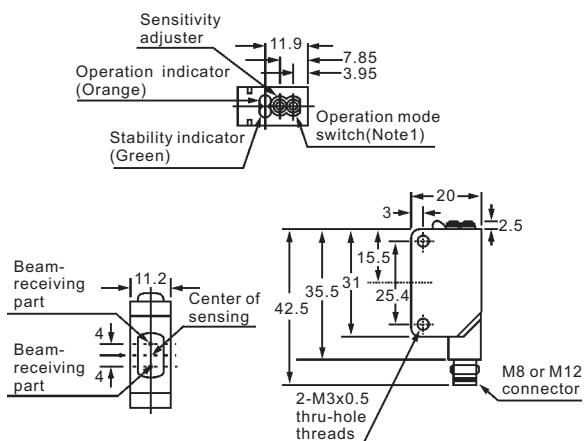 Sensitivity
adjuster
11.9
7.85
3.95
Operation indicator
(Orange)
Stability indicator
(Green)
Operation mode
switch(Note1)
20
3
2.5
15.5
31
25.4
35.5
42.5
11.2
Beam-
receiving
part
Center of
sensing
4
4
Beam-
receiving
part
2-M3x0.5
thru-hole
threads
M8 or M12
connector